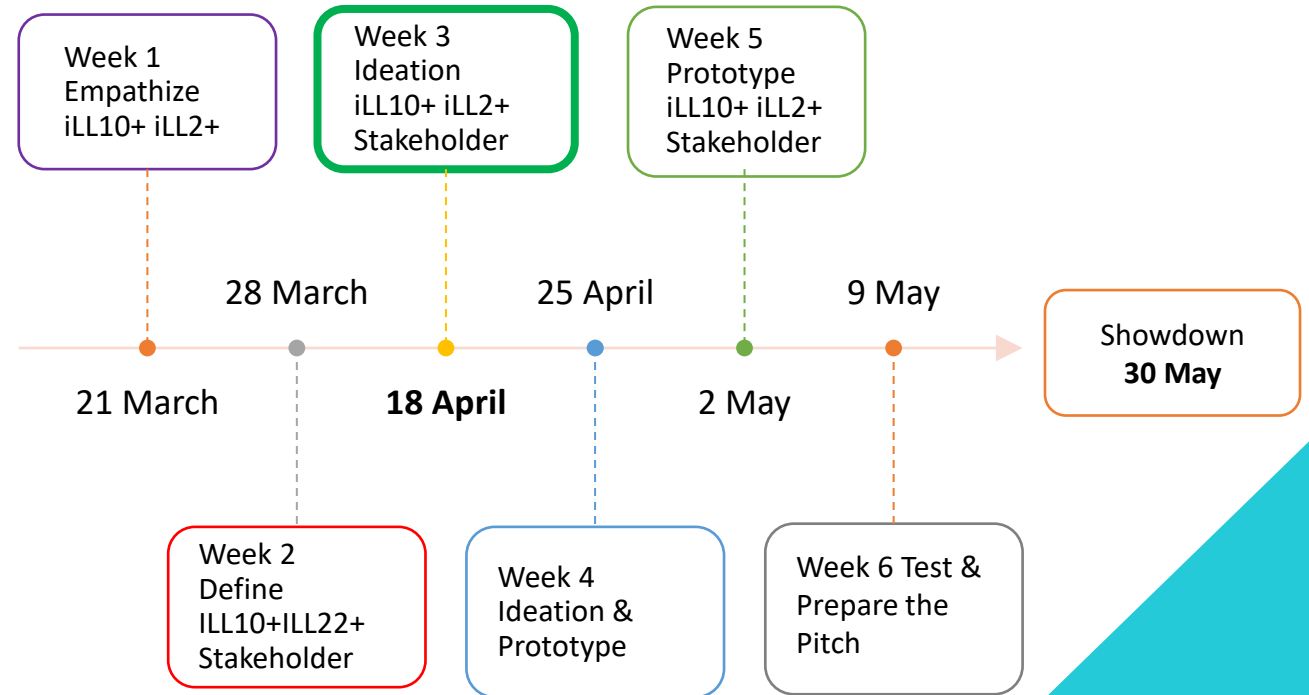 Week 1
Empathize
iLL10+ iLL2+
Week 3
Ideation
iLL10+ iLL2+
Stakeholder
Week 5
Prototype
iLL10+ iLL2+
Stakeholder
28 March
25 April
9 May
21 March
18 April
2 May
Showdown
30 May
Week 2
Define
ILL10+ILL22+
Stakeholder
Week 4
Ideation &
Prototype
Week 6 Test &
Prepare the
Pitch